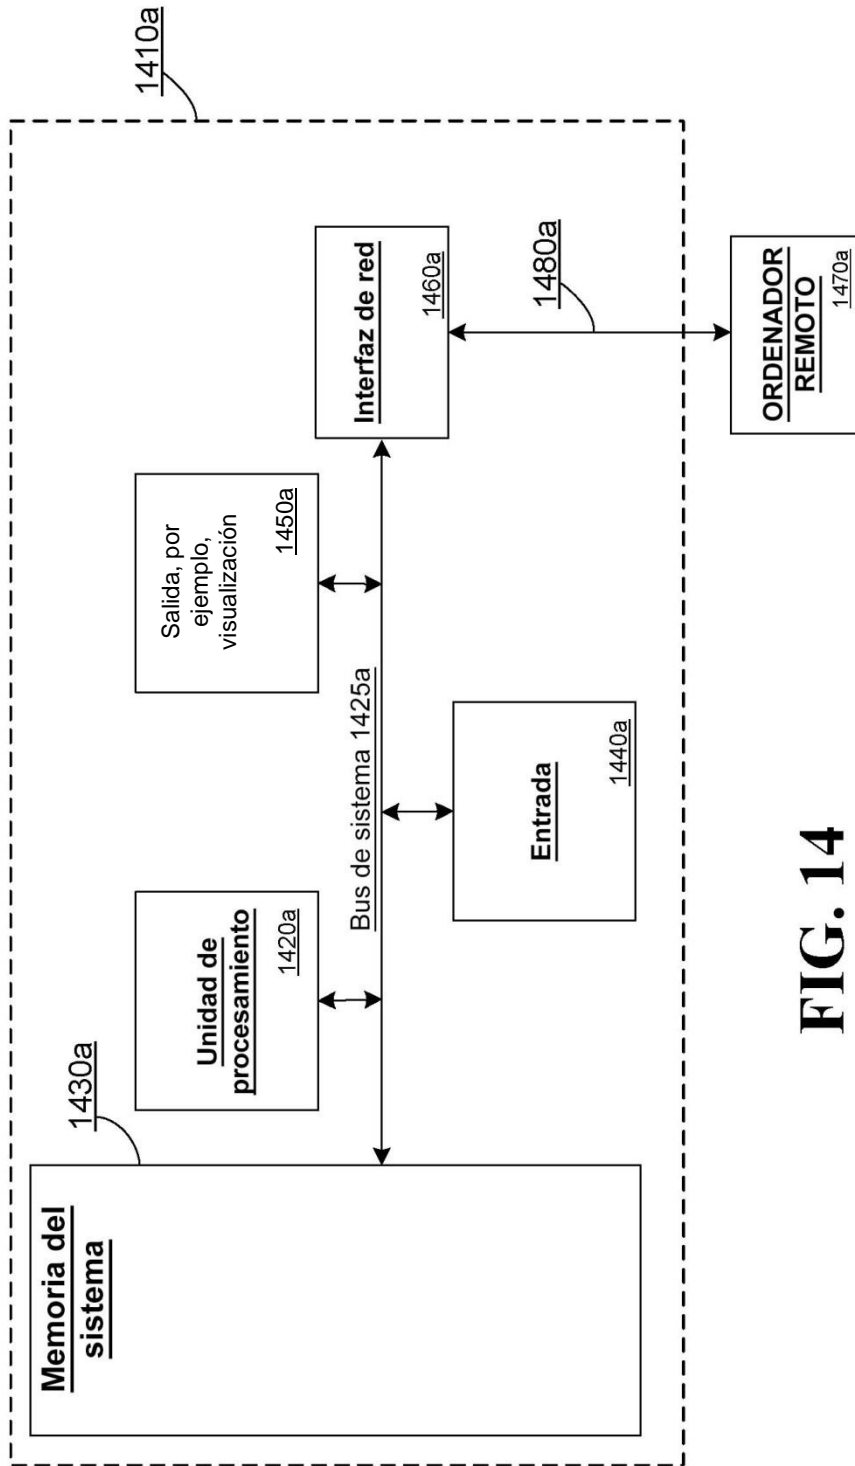 1410a
Memoria del
sistema
1430a
Unidad de
procesamiento
1420a
Salida, por
ejemplo,
visualización
1450a
Bus de sistema 1425a
Interfaz de red
1460a
Entrada
1440a
1480a
ORDENADOR
REMOTO
1470a
FIG. 14